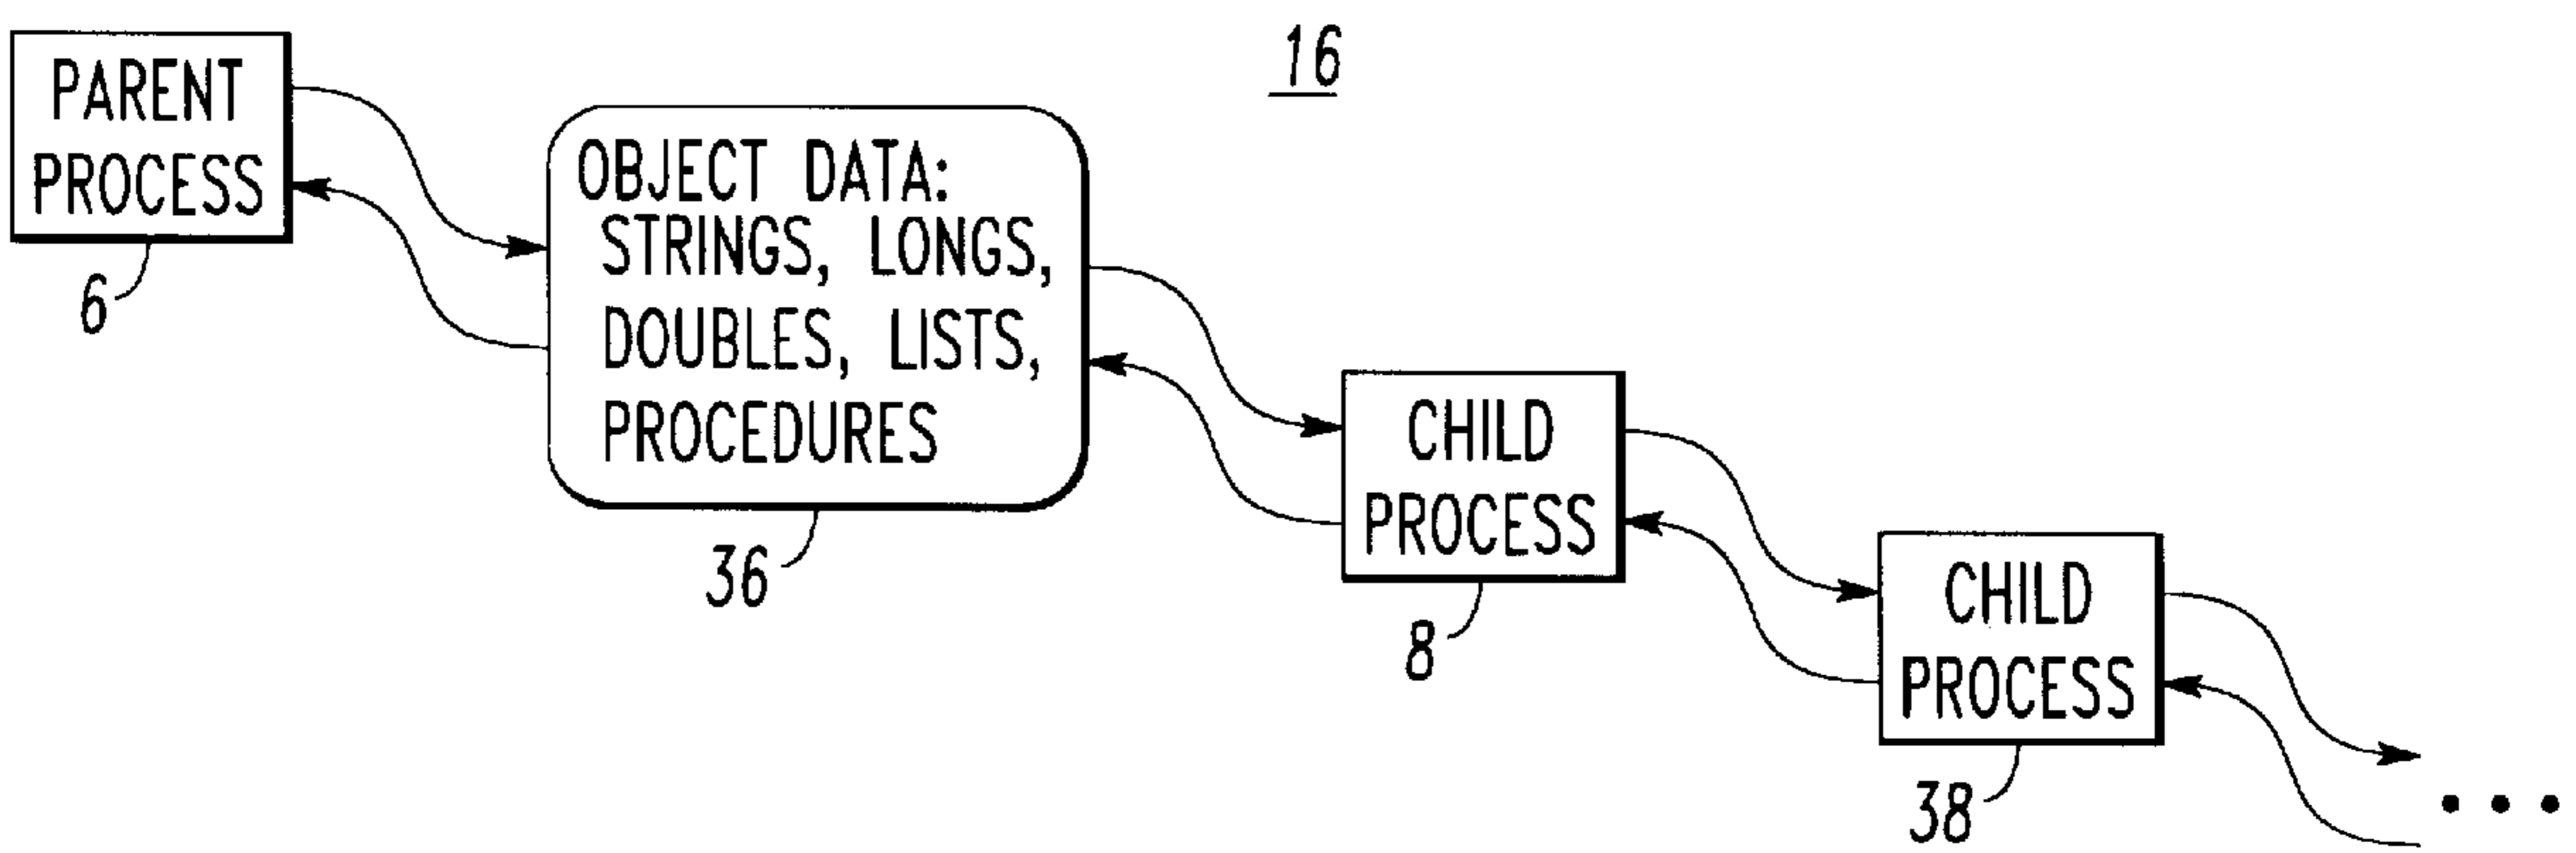 16
PARENT
PROCESS
6
OBJECT DATA:
STRINGS, LONGS,
DOUBLES, LISTS,
PROCEDURES
36
CHILD
PROCESS
8
CHILD
PROCESS
38
• • •